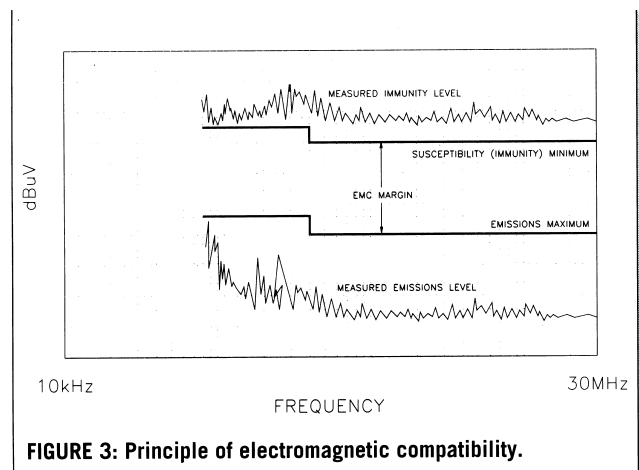 MEASURED IMMUNITY LEVEL
SUSCEPTIBILITY (IMMUNITY) MINIMUM
EMC MARGIN
EMISSIONS MAXIMUM
MEASURED EMISSIONS LEVEL
dBuV
10kHz
30MHz
FREQUENCY
FIGURE 3: Principle of electromagnetic compatibility.